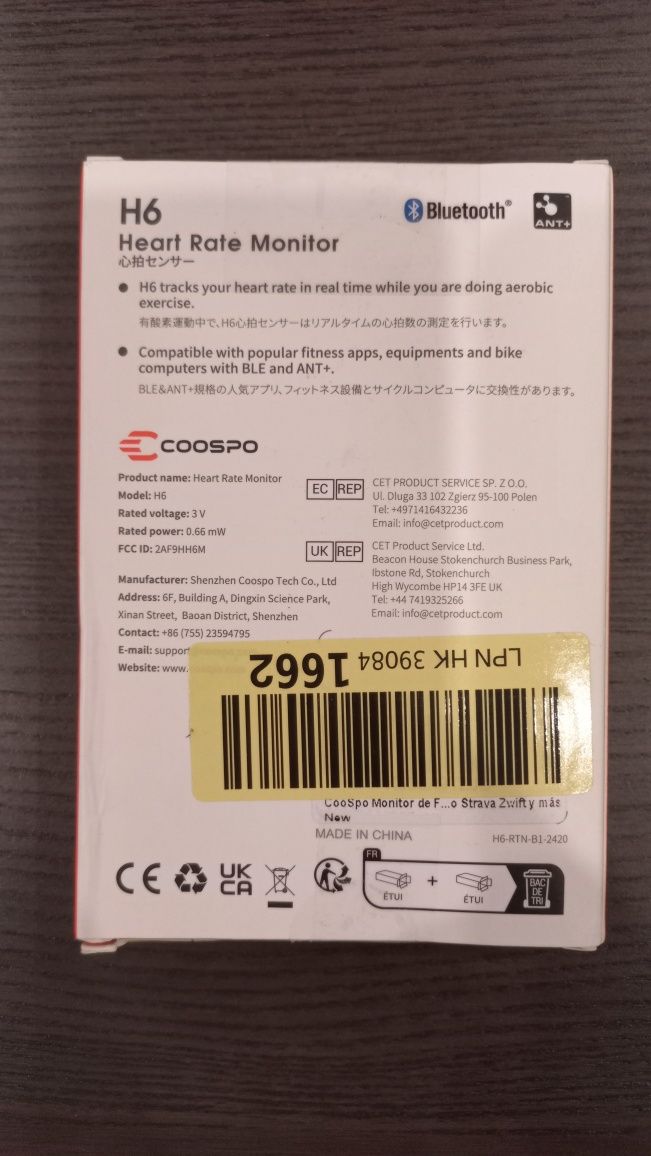 H6
Bluetooth®
ANT+
Heart Rate Monitor
心拍センサー
● H6 tracks your heart rate in real time while you are doing aerobic
exercise.
有酸素運動中で、H6心拍センサーはリアルタイムの心拍数の測定を行います。
● Compatible with popular fitness apps, equipments and bike
computers with BLE and ANT+.
BLE&ANT+規格の人気アプリ、フィットネス設備とサイクルコンピュータに交換性があります。
COOSPO
Product name: Heart Rate Monitor
Model: H6
Rated voltage: 3 V
Rated power: 0.66 mW
FCC ID: 2AF9HH6M
Manufacturer: Shenzhen Coospo Tech Co., Ltd
Address: 6F, Building A, Dingxin Science Park,
Xinan Street, Baoan District, Shenzhen
Contact: +86 (755) 23594795
E-mail: support
Website: www.
EC REP
CET PRODUCT SERVICE SP. Z O.O.
Ul. Dluga 33 102 Zgierz 95-100 Polen
Tel: +4971416432236
Email: info@cetproduct.com
UK REP
CET Product Service Ltd.
Beacon House Stokenchurch Business Park,
Ibstone Rd, Stokenchurch
High Wycombe HP14 3FE UK
Tel: +44 7419325266
Email: info@cetproduct.com
LPN HK 39084 1662
CooSpo Monitor de F...o Strava Zwift y más
New
MADE IN CHINA
H6-RTN-B1-2420
CE
UK
CA
FR
ÉTUI
+
ÉTUI
BAC
DE
TRI